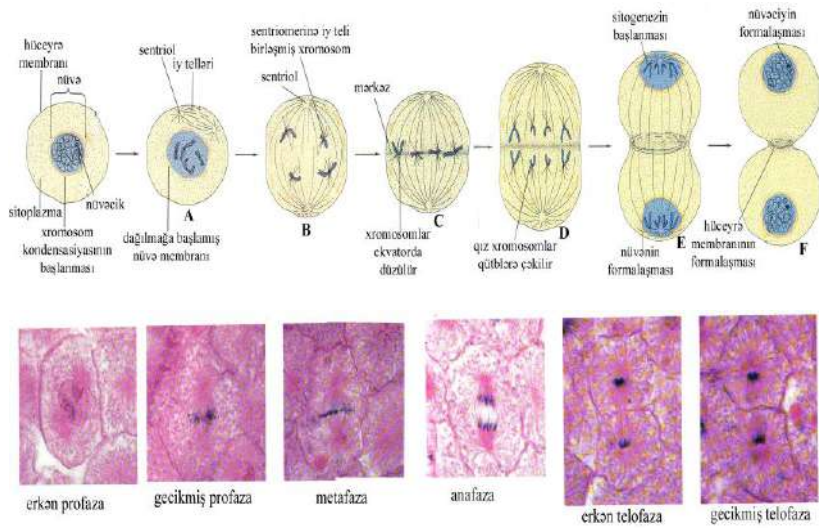 hüceyrə
membranı
nüvə
sitoplazma
xromosom
kondensasiyasının
başlanması
nüvəcik
sentriol
iy telləri
A
dağılmağa başlamış
nüvə membranı
sentriomerinə iy teli
birləşmiş xromosom
sentriol
B
mərkəz
C
xromosomlar
ekvatorda
düzülür
D
qız xromosomlar
qütblərə çəkilir
sitogenezin
başlanması
E
nüvənin
formalaşması
nüvəciyin
formalaşması
hüceyrə
membranının
formalaşması
F
erkən profaza
gecikmiş profaza
metafaza
anafaza
erkən telofaza
gecikmiş telofaza